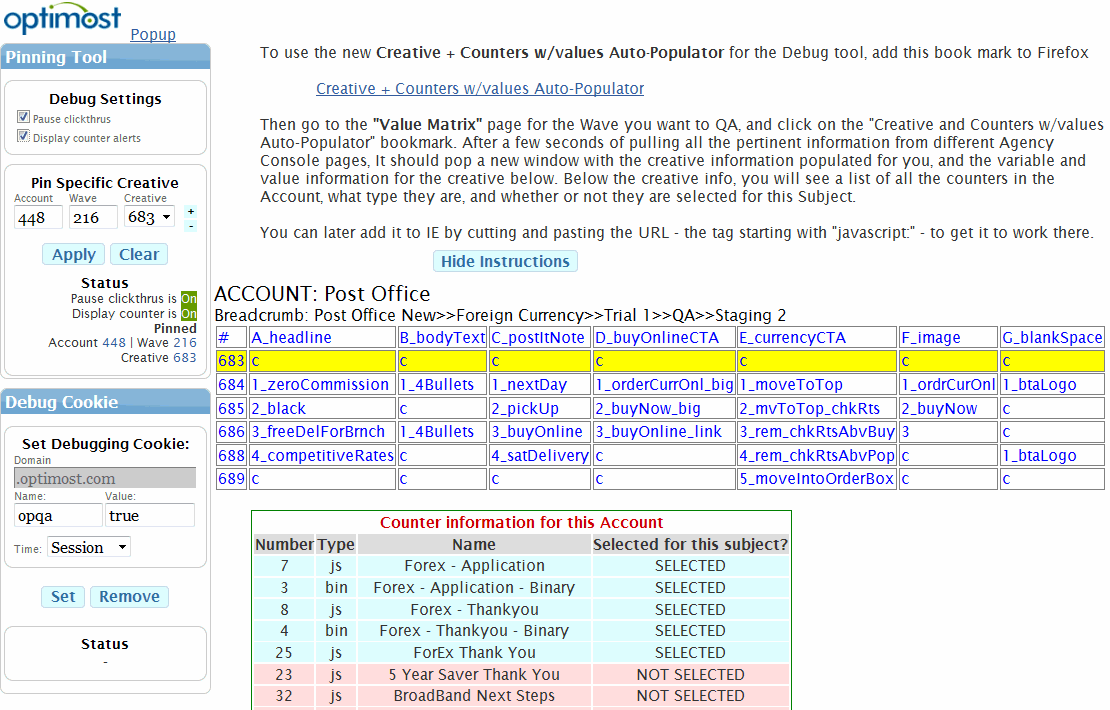 optimost
Popup
Pinning Tool
Debug Settings
Pause clickthrus
Display counter alerts
Pin Specific Creative
Account Wave Creative
448 216 683 +
-
Apply Clear
Status
Pause clickthrus is On
Display counter is On
Pinned
Account 448 | Wave 216
Creative 683
Debug Cookie
Set Debugging Cookie:
Domain
.optimost.com
Name: Value:
opqa true
Time: Session
Set Remove
Status
-
To use the new Creative + Counters w/values Auto-Populator for the Debug tool, add this book mark to Firefox
Creative + Counters w/values Auto-Populator
Then go to the "Value Matrix" page for the Wave you want to QA, and click on the "Creative and Counters w/values
Auto-Populator" bookmark. After a few seconds of pulling all the pertinent information from different Agency
Console pages, It should pop a new window with the creative information populated for you, and the variable and
value information for the creative below. Below the creative info, you will see a list of all the counters in the
Account, what type they are, and whether or not they are selected for this Subject.
You can later add it to IE by cutting and pasting the URL - the tag starting with "javascript:" - to get it to work there.
Hide Instructions
ACCOUNT: Post Office
Breadcrumb: Post Office New>>Foreign Currency>>Trial 1>>QA>>Staging 2
# A_headline B_bodyText C_postItNote D_buyOnlineCTA E_currencyCTA F_image G_blankSpace
683 c c c c c c c
684 1_zeroCommission 1_4Bullets 1_nextDay 1_orderCurrOnl_big 1_moveToTop 1_ordrCurOnl 1_btaLogo
685 2_black c 2_pickUp 2_buyNow_big 2_mvToTop_chkRts 2_buyNow c
686 3_freeDelForBrnch 1_4Bullets 3_buyOnline 3_buyOnline_link 3_rem_chkRtsAbvBuy 3 c
688 4_competitiveRates c 4_satDelivery c 4_rem_chkRtsAbvPop c 1_btaLogo
689 c c c c 5_moveIntoOrderBox c c
Counter information for this Account
Number Type Name Selected for this subject?
7 js Forex - Application SELECTED
3 bin Forex - Application - Binary SELECTED
8 js Forex - Thankyou SELECTED
4 bin Forex - Thankyou - Binary SELECTED
25 js ForEx Thank You SELECTED
23 js 5 Year Saver Thank You NOT SELECTED
32 js BroadBand Next Steps NOT SELECTED